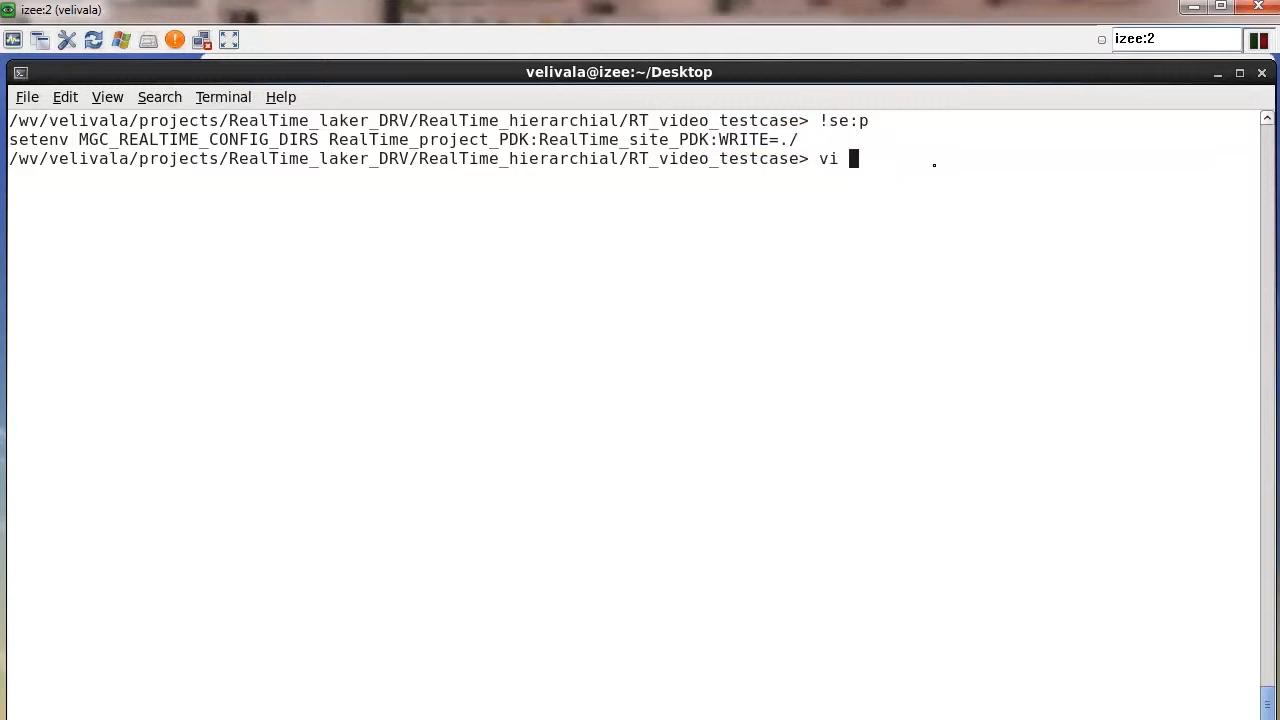 izee:2 (velivala)
izee:2
velivala@izee:~/Desktop
File Edit View Search Terminal Help
/wv/velivala/projects/RealTime_laker_DRV/RealTime_hierarchial/RT_video_testcase> !se:p
setenv MGC_REALTIME_CONFIG_DIRS RealTime_project_PDK:RealTime_site_PDK:WRITE=./
/wv/velivala/projects/RealTime_laker_DRV/RealTime_hierarchial/RT_video_testcase> vi